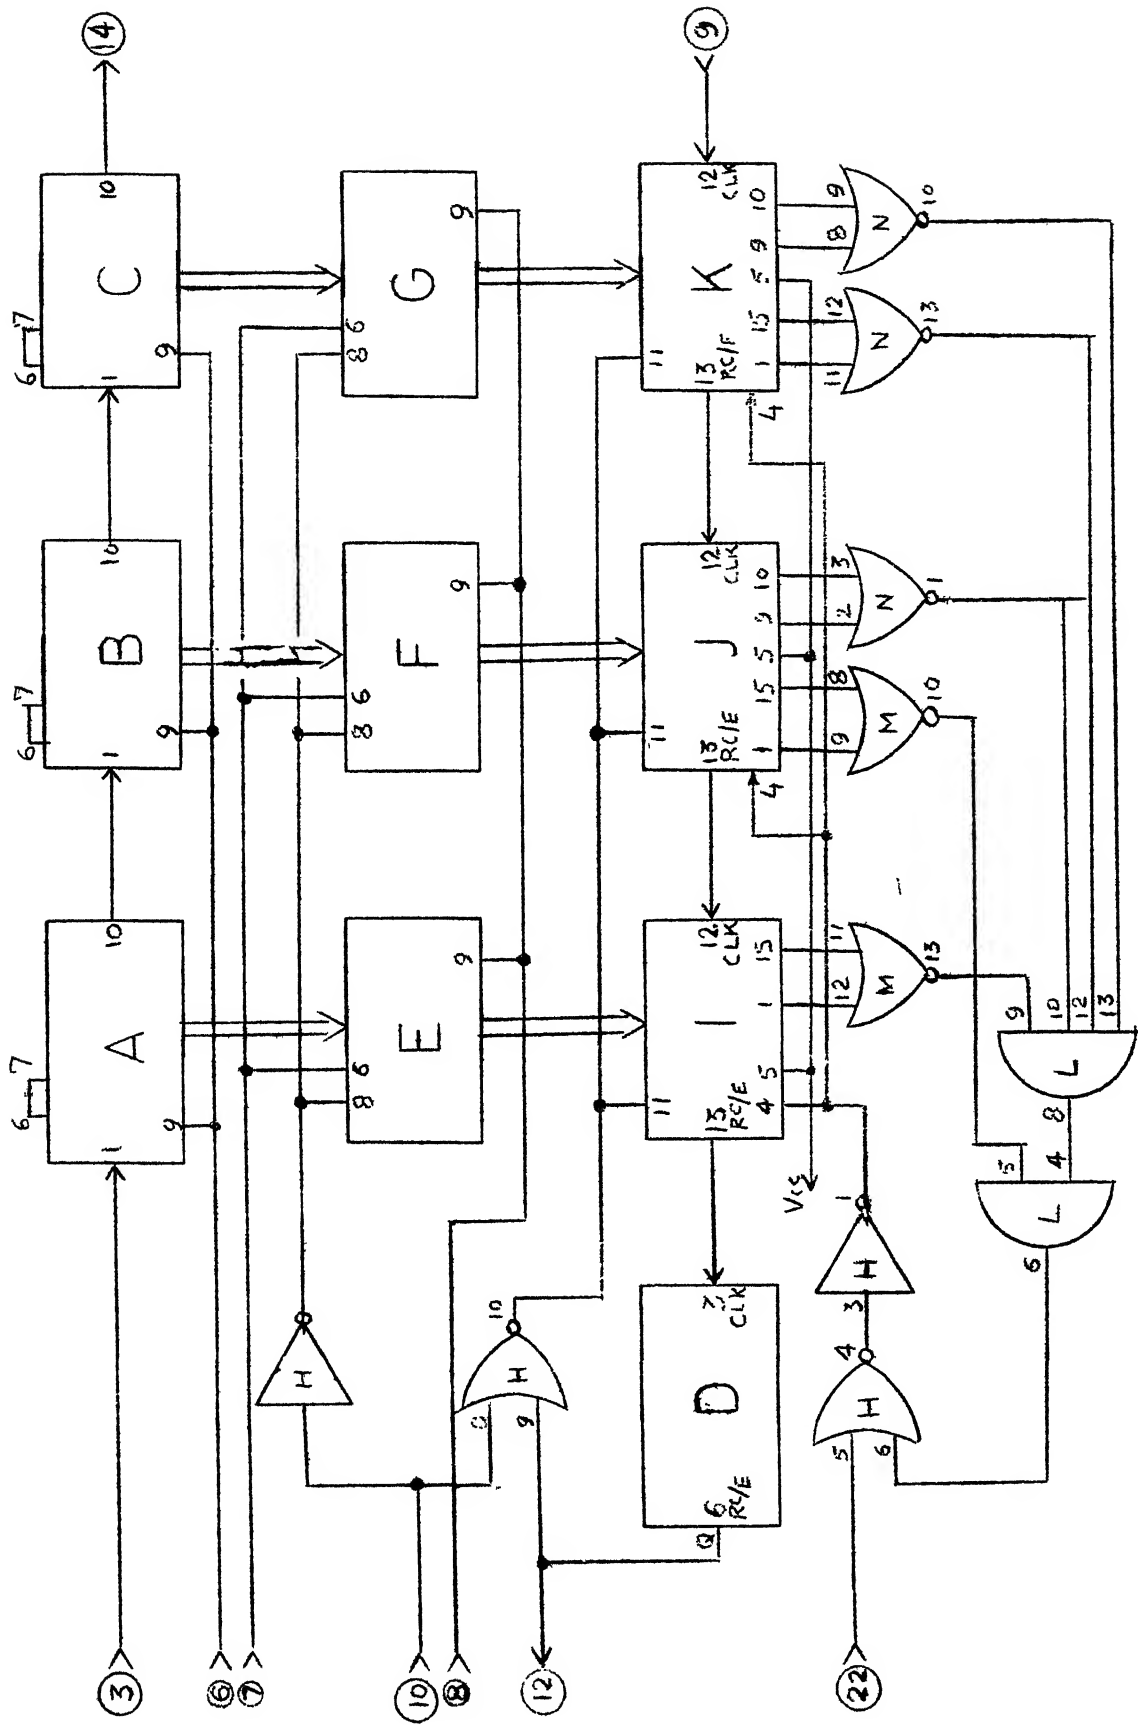 6 7 6 7 6 7
3 1 A 10 1 B 10 1 C 10 14
9 9 9
6
7
H 8 6 8 6 8 6
10 E F G
8 9 9 9
8 H 10
9
12
11 11 11
Q 6 D 3 13 I 12 13 J 12 13 K 12 9
RC/E CLK RC/E CLK RC/E CLK RC/F CLK
4 5 1 15 1 15 5 9 10 1 15 5 9 10
4 4
Vcc
5 H 4 3 H 1 12 11 9 8 2 3 11 12 8 9
22 6 M M N N N
13 10 1 13 10
6 L 5 4 8 L 9 10 12 13